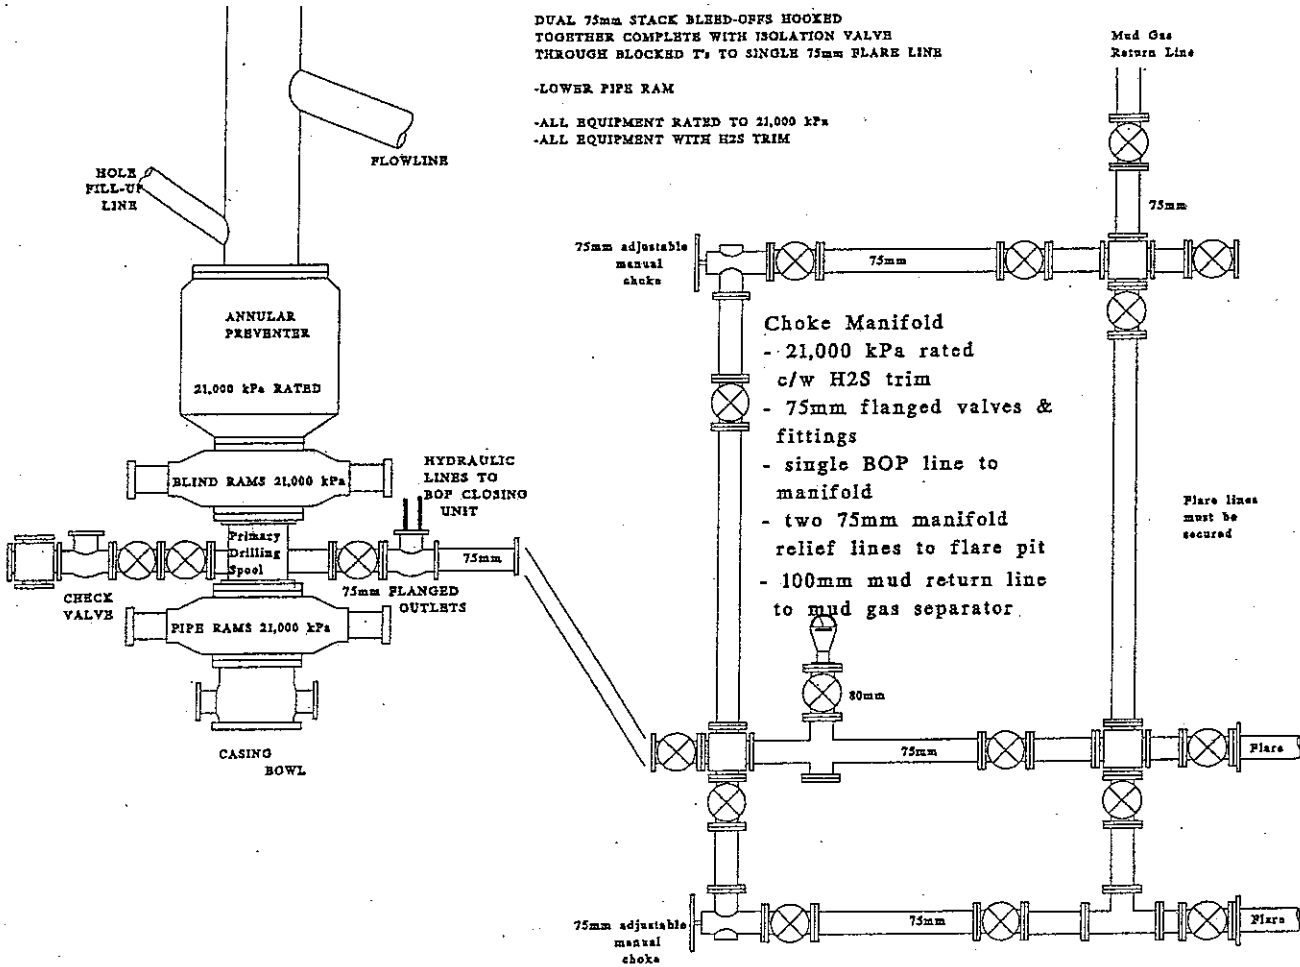 DUAL 75mm STACK BLEED-OFFS HOOKED
TOGETHER COMPLETE WITH ISOLATION VALVE
THROUGH BLOCKED T's TO SINGLE 75mm FLARE LINE
-LOWER PIPE RAM
-ALL EQUIPMENT RATED TO 21,000 kPa
-ALL EQUIPMENT WITH H2S TRIM
Mud Gas
Return Line
FLOWLINE
HOLE
FILL-UP
LINE
75mm
75mm adjustable
manual
choke
75mm
ANNULAR
PREVENTER
21,000 kPa RATED
Choke Manifold
- 21,000 kPa rated
c/w H2S trim
- 75mm flanged valves &
fittings
- single BOP line to
manifold
- two 75mm manifold
relief lines to flare pit
- 100mm mud return line
to mud gas separator
HYDRAULIC
LINES TO
BOP CLOSING
UNIT
BLIND RAMS 21,000 kPa
Flare lines
must be
secured
Primary
Drilling
Spool
75mm
CHECK
VALVE
75mm FLANGED
OUTLETS
PIPE RAMS 21,000 kPa
80mm
CASING
BOWL
75mm
Flare
75mm adjustable
manual
choke
75mm
Flare